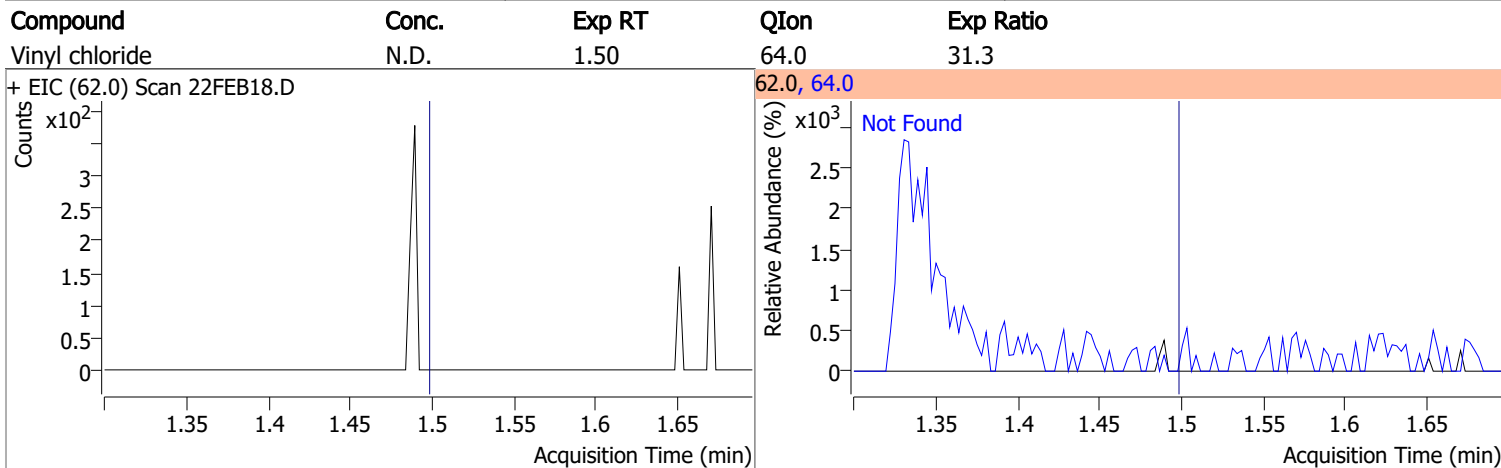 Compound Conc. Exp RT QIon Exp Ratio
Vinyl chloride N.D. 1.50 64.0 31.3
+ EIC (62.0) Scan 22FEB18.D
Counts
x10²
3
2.5
2
1.5
1
0.5
0
1.35 1.4 1.45 1.5 1.55 1.6 1.65
Acquisition Time (min)
62.0, 64.0
Relative Abundance (%)
x10³
Not Found
2.5
2
1.5
1
0.5
0
1.35 1.4 1.45 1.5 1.55 1.6 1.65
Acquisition Time (min)